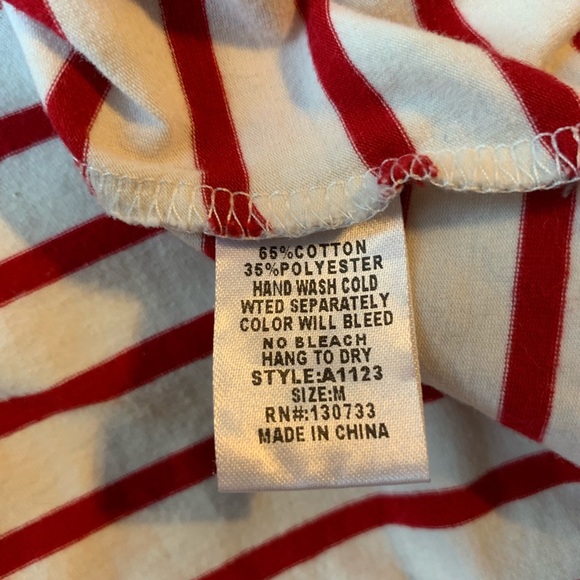 65%COTTON
35%POLYESTER
HAND WASH COLD
WTED SEPARATELY
COLOR WILL BLEED
NO BLEACH
HANG TO DRY
STYLE:A1123
SIZE:M
RN#:130733
MADE IN CHINA